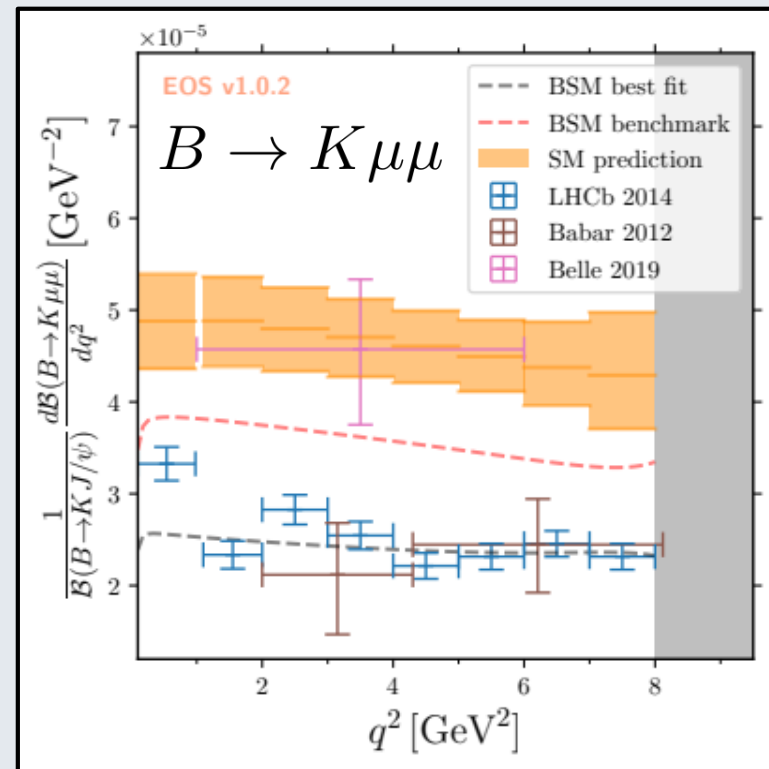 ×10⁻⁵
EOS v1.0.2
B → Kμμ
BSM best fit
BSM benchmark
SM prediction
LHCb 2014
Babar 2012
Belle 2019
1/𝓑(B→KJ/ψ) d𝓑(B→Kμμ)/dq² [GeV⁻²]
7
6
5
4
3
2
2 4 6 8
q² [GeV²]